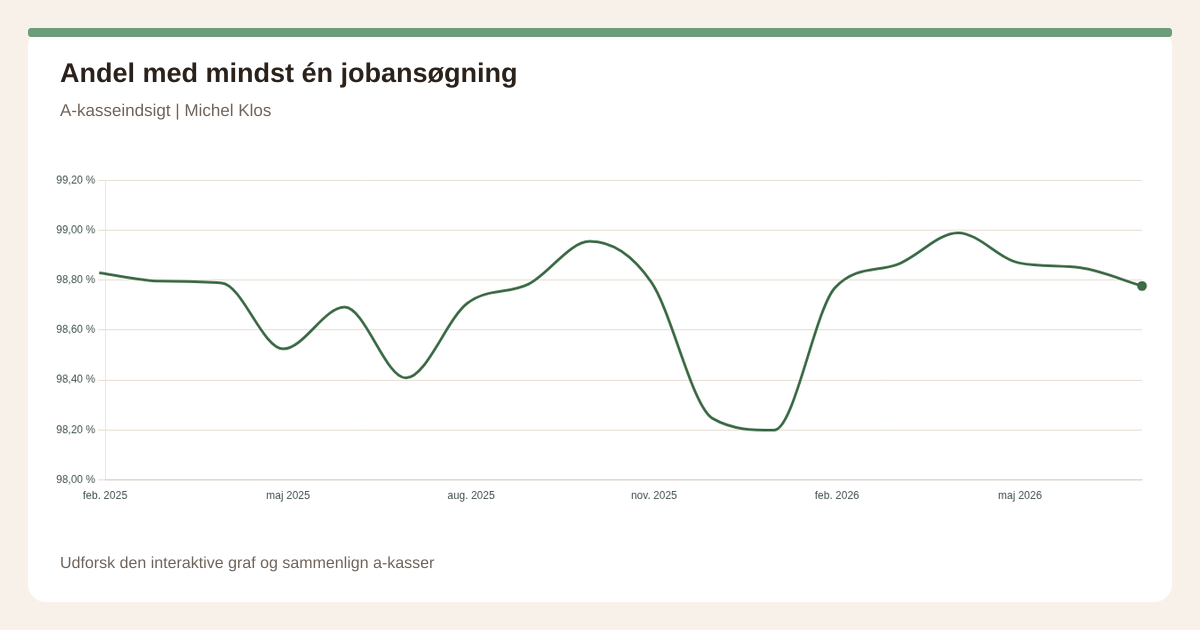 Andel med mindst én jobansøgning
A-kasseindsigt | Michel Klos
99,20 %
99,00 %
98,80 %
98,60 %
98,40 %
98,20 %
98,00 %
feb. 2025 maj 2025 aug. 2025 nov. 2025 feb. 2026 maj 2026
Udforsk den interaktive graf og sammenlign a-kasser